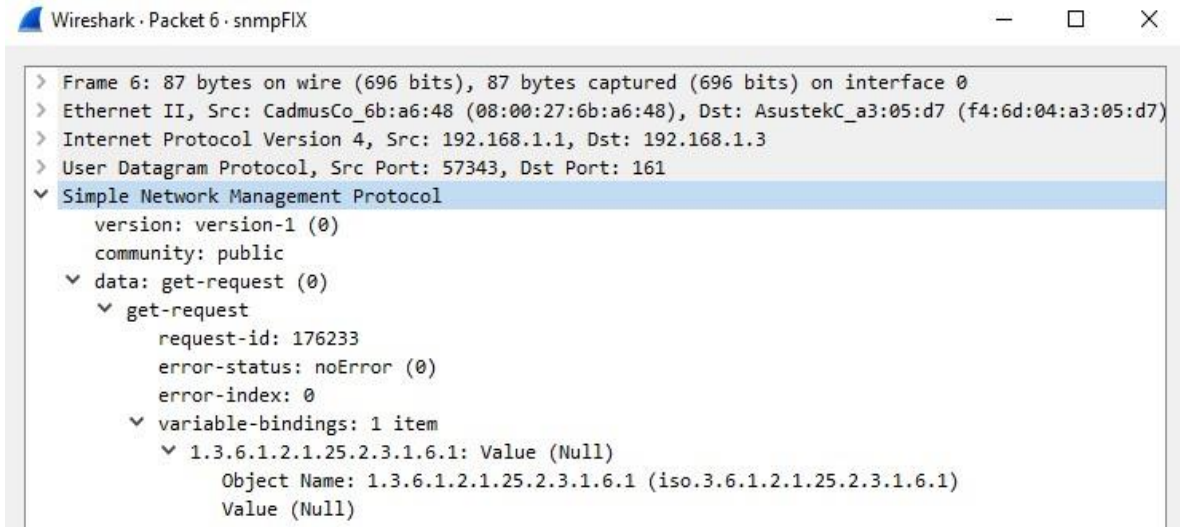 Wireshark · Packet 6 · snmpFIX
> Frame 6: 87 bytes on wire (696 bits), 87 bytes captured (696 bits) on interface 0
> Ethernet II, Src: CadmusCo_6b:a6:48 (08:00:27:6b:a6:48), Dst: AsustekC_a3:05:d7 (f4:6d:04:a3:05:d7)
> Internet Protocol Version 4, Src: 192.168.1.1, Dst: 192.168.1.3
> User Datagram Protocol, Src Port: 57343, Dst Port: 161
Simple Network Management Protocol
version: version-1 (0)
community: public
data: get-request (0)
get-request
request-id: 176233
error-status: noError (0)
error-index: 0
variable-bindings: 1 item
1.3.6.1.2.1.25.2.3.1.6.1: Value (Null)
Object Name: 1.3.6.1.2.1.25.2.3.1.6.1 (iso.3.6.1.2.1.25.2.3.1.6.1)
Value (Null)